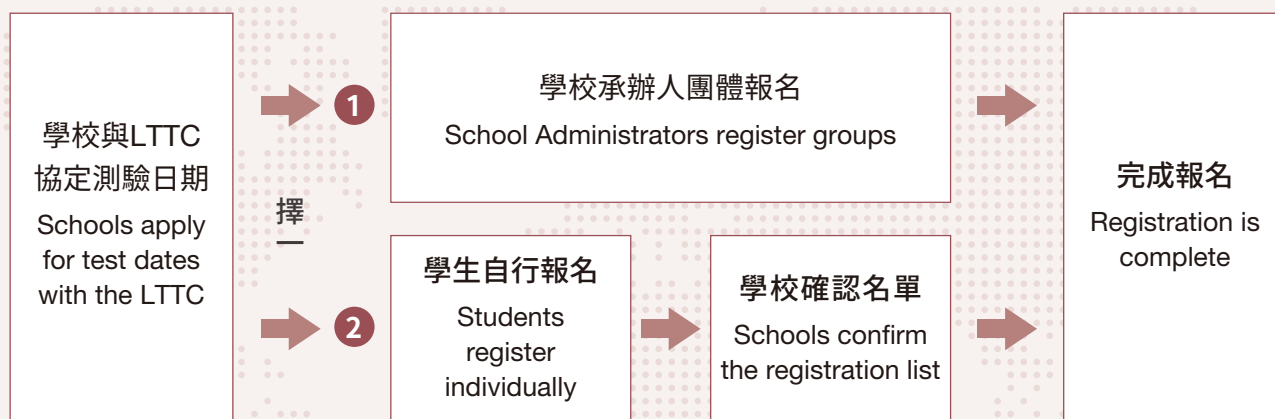 學校與LTTC
協定測驗日期
Schools apply
for test dates
with the LTTC
擇一
1
學校承辦人團體報名
School Administrators register groups
2
學生自行報名
Students
register
individually
學校確認名單
Schools confirm
the registration list
完成報名
Registration is
complete